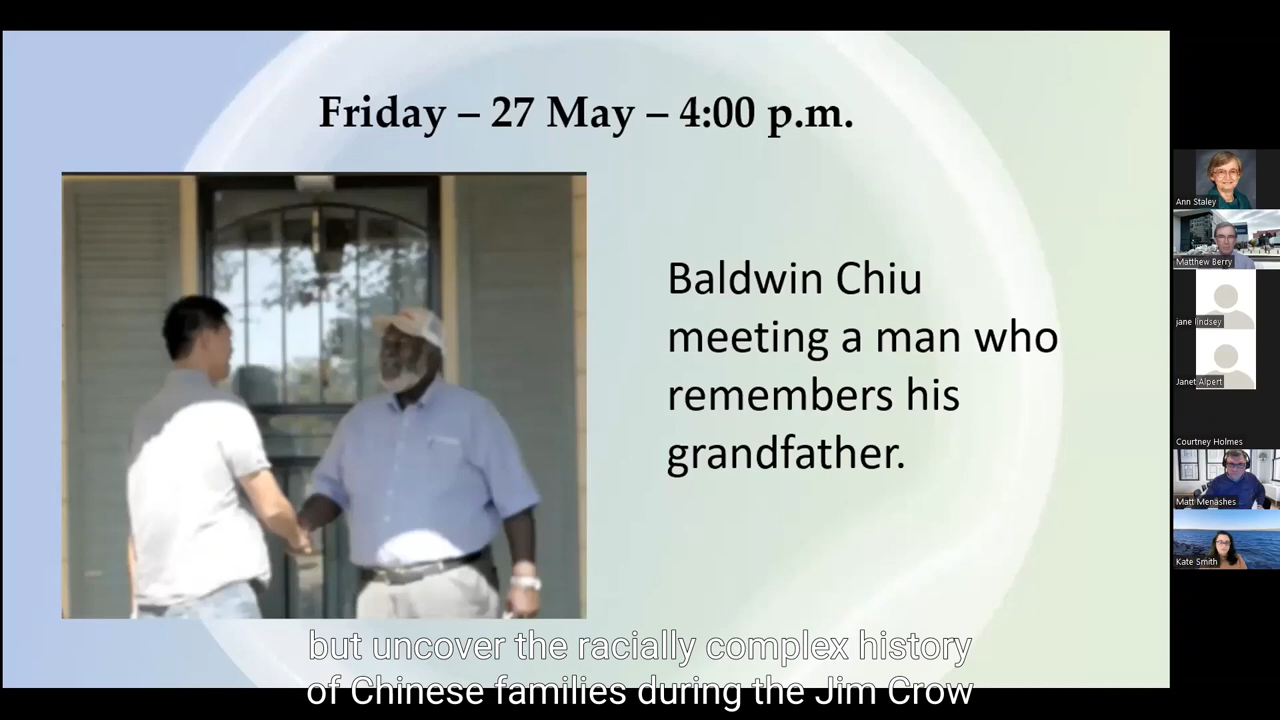 Friday – 27 May – 4:00 p.m.
Baldwin Chiu
meeting a man who
remembers his
grandfather.
but uncover the racially complex history
of Chinese families during the Jim Crow
Ann Staley
Matthew Berry
jane lindsey
Janet Alpert
Courtney Holmes
Matt Menashes
Kate Smith